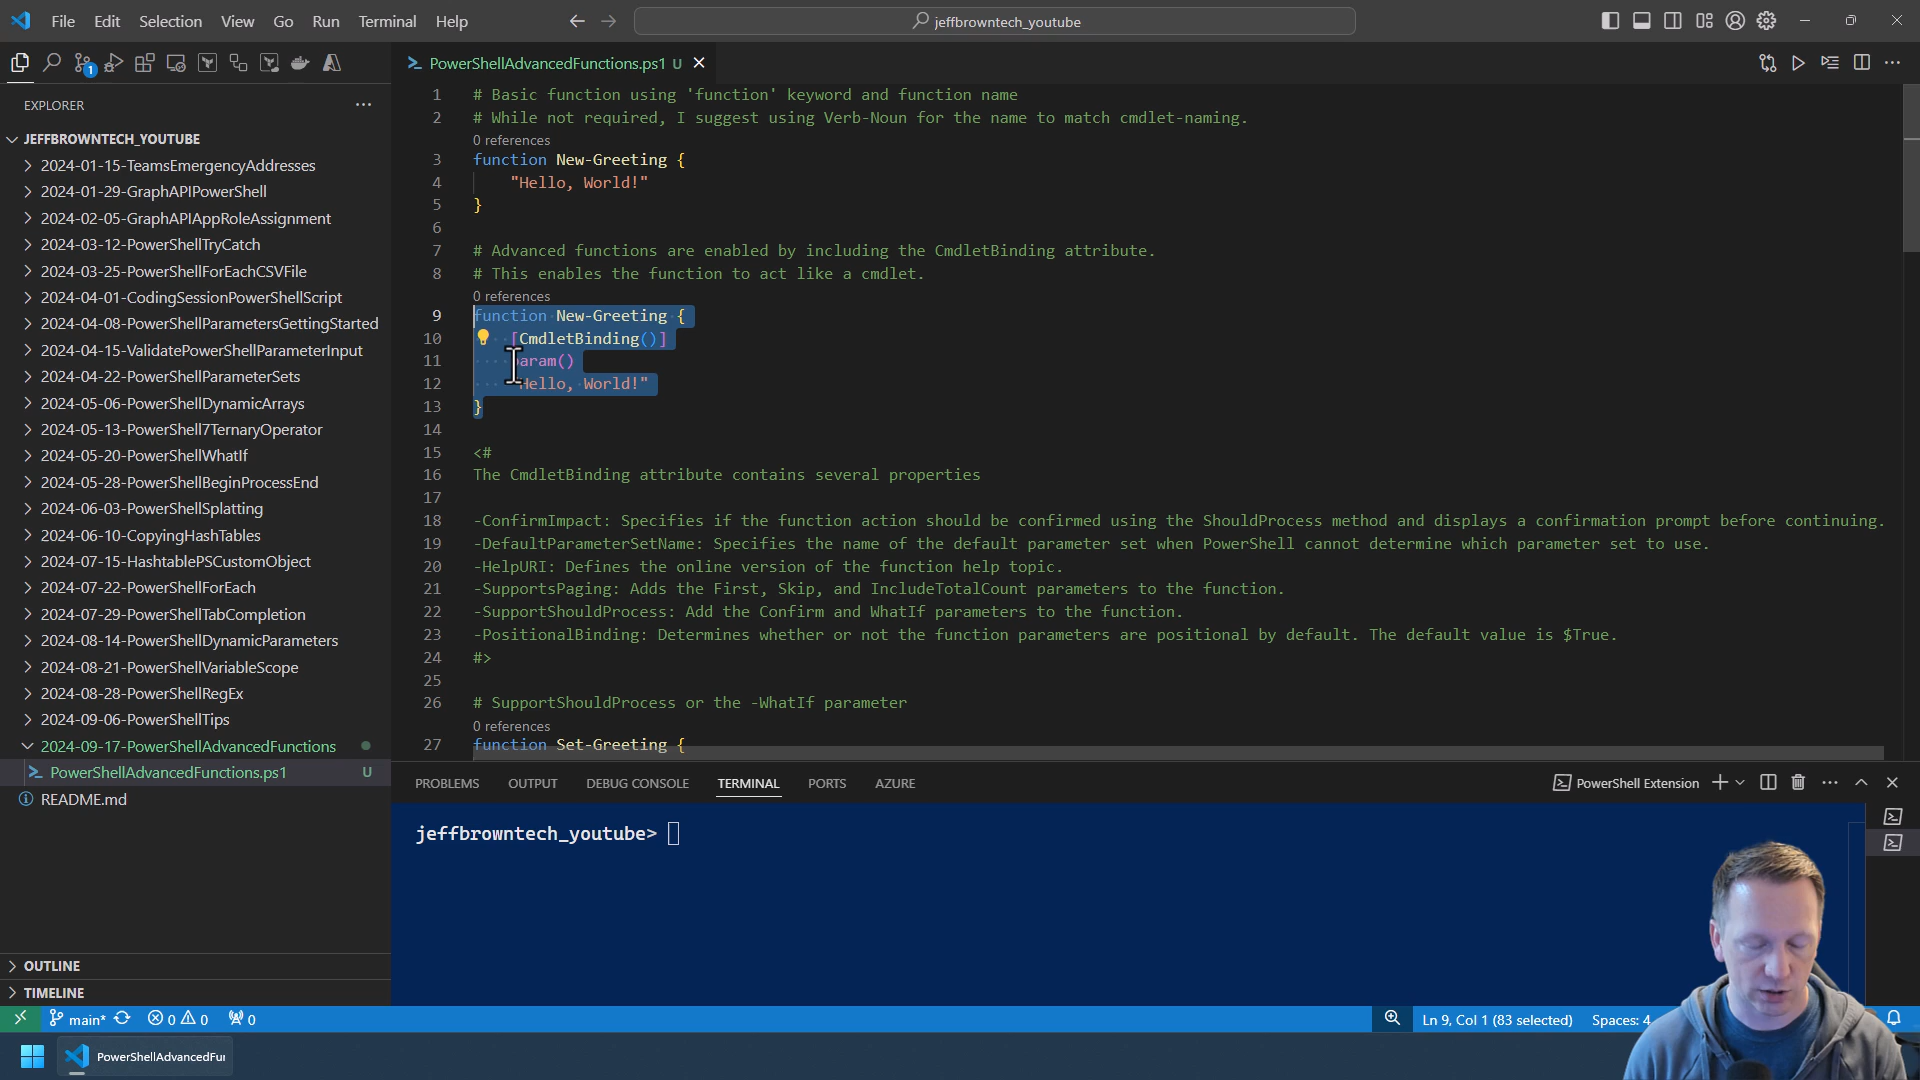 File Edit Selection View Go Run Terminal Help
jeffbrowntech_youtube
1
EXPLORER
JEFFBROWNTECH_YOUTUBE
2024-01-15-TeamsEmergencyAddresses
2024-01-29-GraphAPIPowerShell
2024-02-05-GraphAPIAppRoleAssignment
2024-03-12-PowerShellTryCatch
2024-03-25-PowerShellForEachCSVFile
2024-04-01-CodingSessionPowerShellScript
2024-04-08-PowerShellParametersGettingStarted
2024-04-15-ValidatePowerShellParameterInput
2024-04-22-PowerShellParameterSets
2024-05-06-PowerShellDynamicArrays
2024-05-13-PowerShell7TernaryOperator
2024-05-20-PowerShellWhatIf
2024-05-28-PowerShellBeginProcessEnd
2024-06-03-PowerShellSplatting
2024-06-10-CopyingHashTables
2024-07-15-HashtablePSCustomObject
2024-07-22-PowerShellForEach
2024-07-29-PowerShellTabCompletion
2024-08-14-PowerShellDynamicParameters
2024-08-21-PowerShellVariableScope
2024-08-28-PowerShellRegEx
2024-09-06-PowerShellTips
2024-09-17-PowerShellAdvancedFunctions
PowerShellAdvancedFunctions.ps1 U
README.md
OUTLINE
TIMELINE
PowerShellAdvancedFunctions.ps1 U
1 # Basic function using 'function' keyword and function name
2 # While not required, I suggest using Verb-Noun for the name to match cmdlet-naming.
0 references
3 function New-Greeting {
4 "Hello, World!"
5 }
6
7 # Advanced functions are enabled by including the CmdletBinding attribute.
8 # This enables the function to act like a cmdlet.
0 references
9 function New-Greeting {
10 [CmdletBinding()]
11 param()
12 "Hello, World!"
13 }
14
15 <#
16 The CmdletBinding attribute contains several properties
17
18 -ConfirmImpact: Specifies if the function action should be confirmed using the ShouldProcess method and displays a confirmation prompt before continuing.
19 -DefaultParameterSetName: Specifies the name of the default parameter set when PowerShell cannot determine which parameter set to use.
20 -HelpURI: Defines the online version of the function help topic.
21 -SupportsPaging: Adds the First, Skip, and IncludeTotalCount parameters to the function.
22 -SupportShouldProcess: Add the Confirm and WhatIf parameters to the function.
23 -PositionalBinding: Determines whether or not the function parameters are positional by default. The default value is $True.
24 #>
25
26 # SupportShouldProcess or the -WhatIf parameter
0 references
27 function Set-Greeting {
PROBLEMS OUTPUT DEBUG CONSOLE TERMINAL PORTS AZURE
PowerShell Extension
jeffbrowntech_youtube>
main* 0 0 0
Ln 9, Col 1 (83 selected) Spaces: 4
PowerShellAdvancedFur